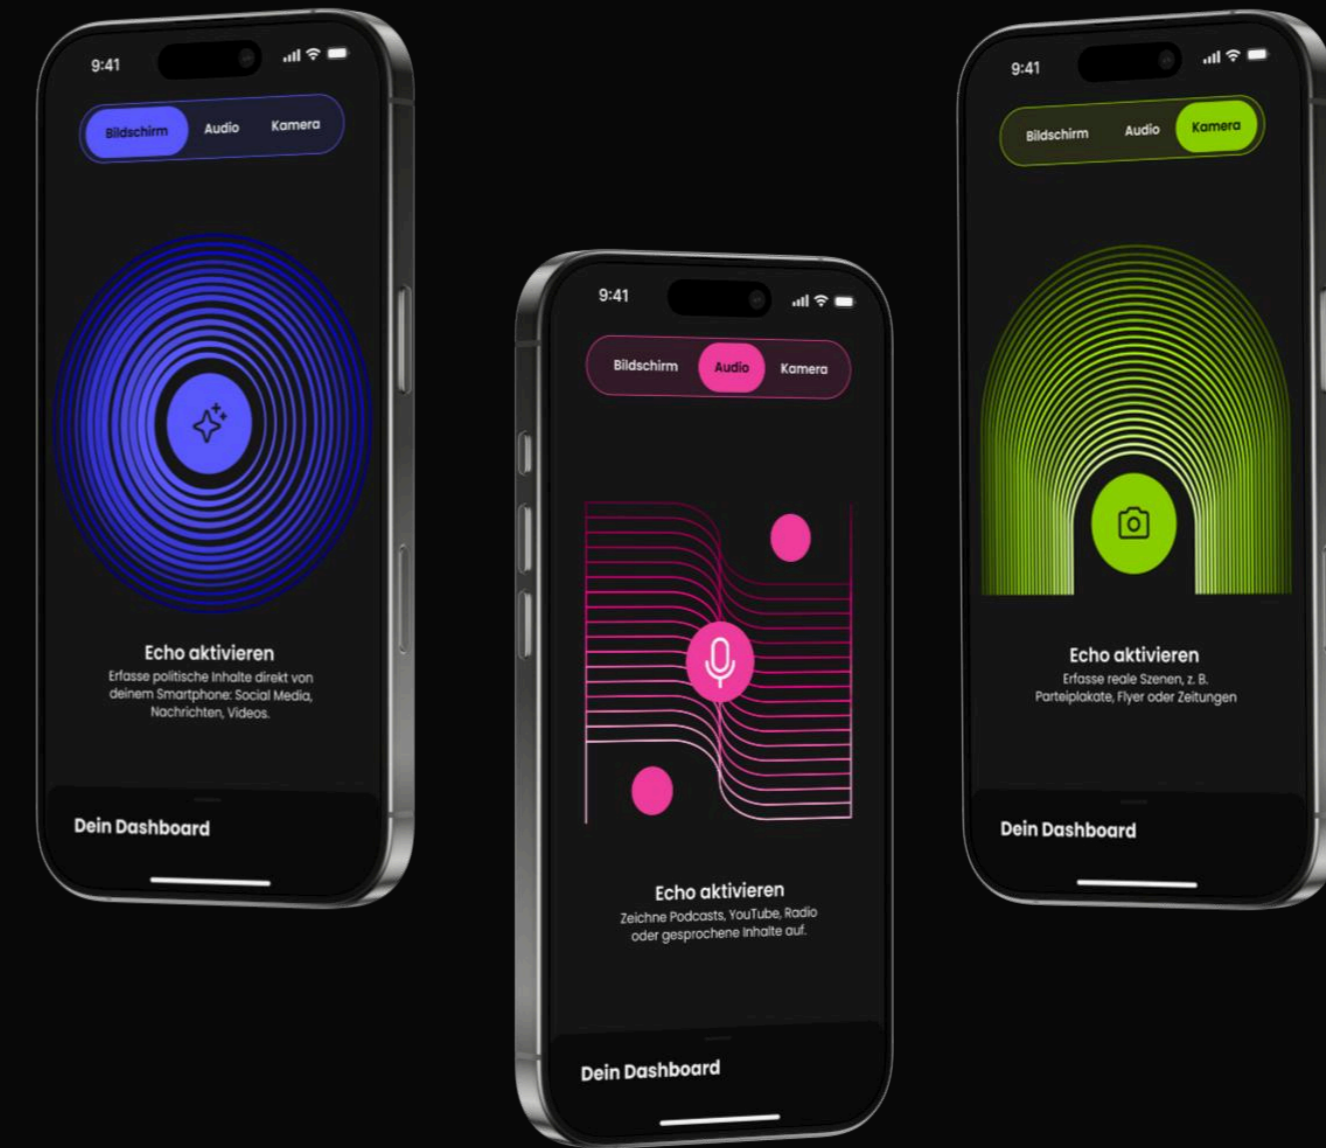 9:41
Bildschirm Audio Kamera
Echo aktivieren
Erfasse politische Inhalte direkt von
deinem Smartphone: Social Media,
Nachrichten, Videos.
Dein Dashboard
9:41
Bildschirm Audio Kamera
Echo aktivieren
Zeichne Podcasts, YouTube, Radio
oder gesprochene Inhalte auf.
Dein Dashboard
9:41
Bildschirm Audio Kamera
Echo aktivieren
Erfasse reale Szenen, z. B.
Parteiplakate, Flyer oder Zeitungen
Dein Dashboard